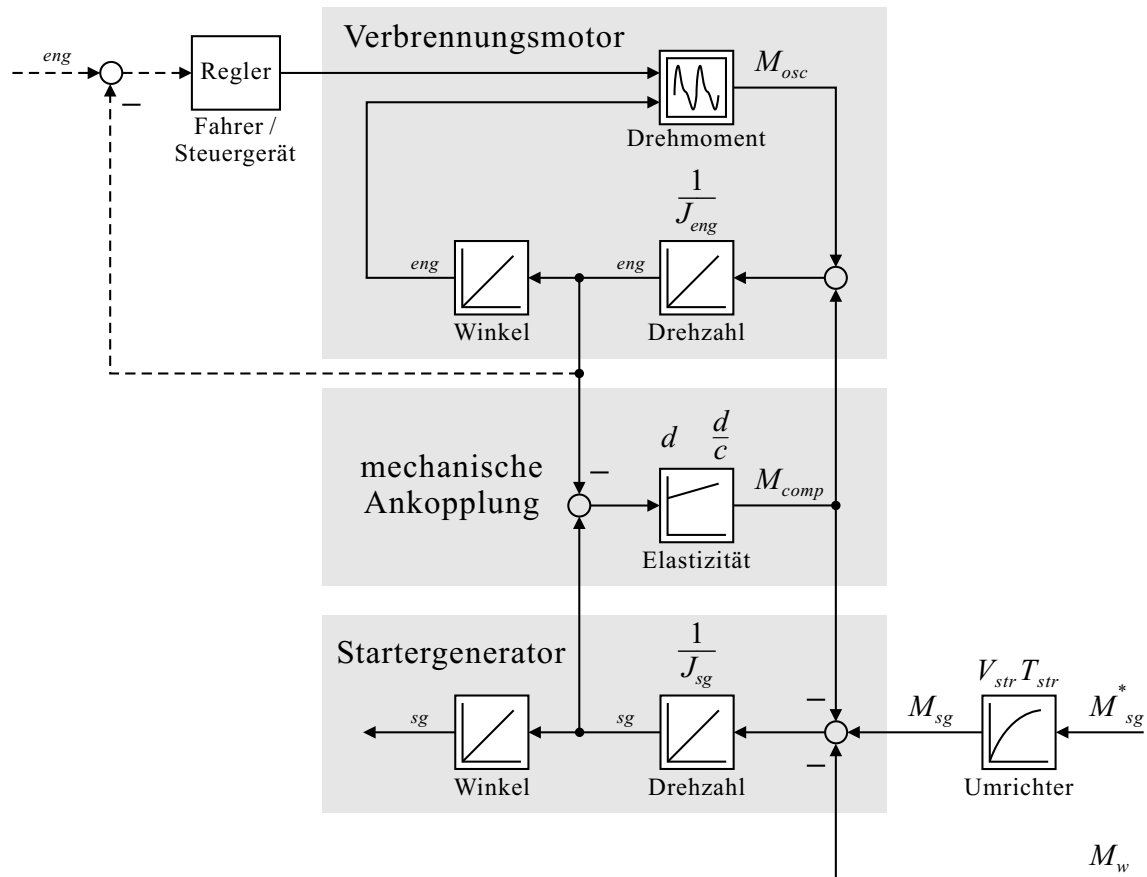 Verbrennungsmotor
eng
Regler
M_osc
−
Fahrer /
Steuergerät
Drehmoment
1
J_eng
eng
eng
Winkel
Drehzahl
d
d
c
mechanische
Ankopplung
−
M_comp
Elastizität
Startergenerator
1
J_sg
V_str T_str
sg
sg
−
M_sg
M*_sg
−
Winkel
Drehzahl
Umrichter
M_w